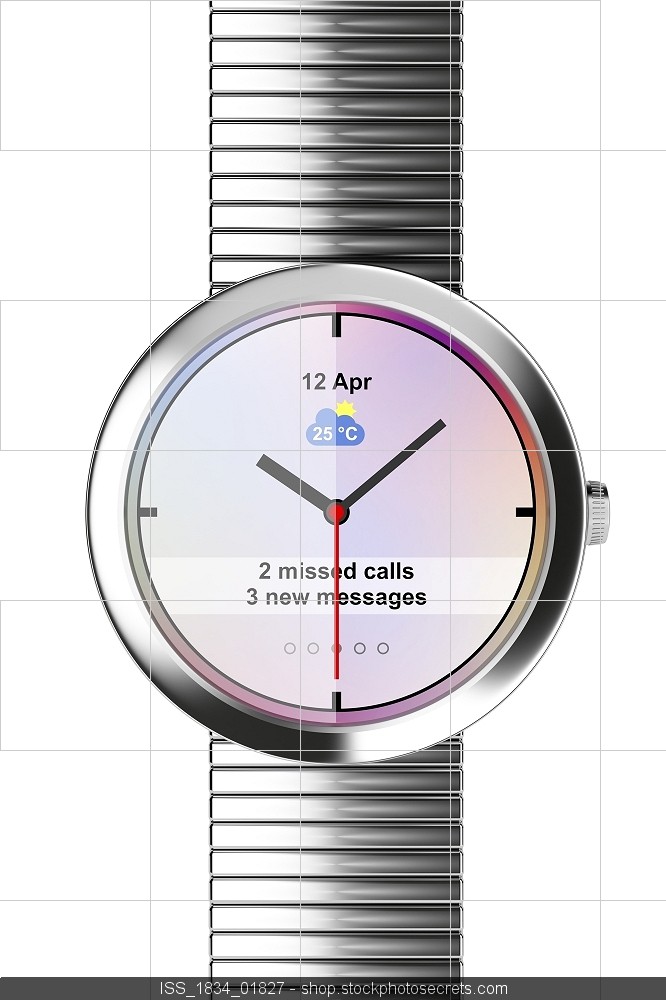 12 Apr
25 °C
2 missed calls
3 new messages
ISS_1834_01827 - shop.stockphotosecrets.com